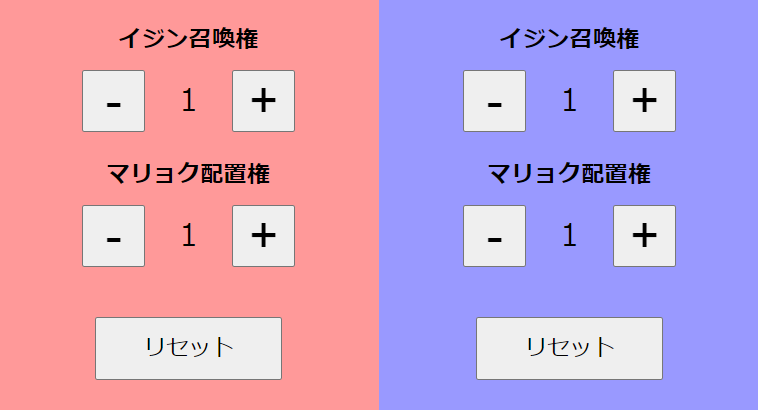 イジン召喚権
- 1 +
マリョク配置権
- 1 +
リセット
イジン召喚権
- 1 +
マリョク配置権
- 1 +
リセット